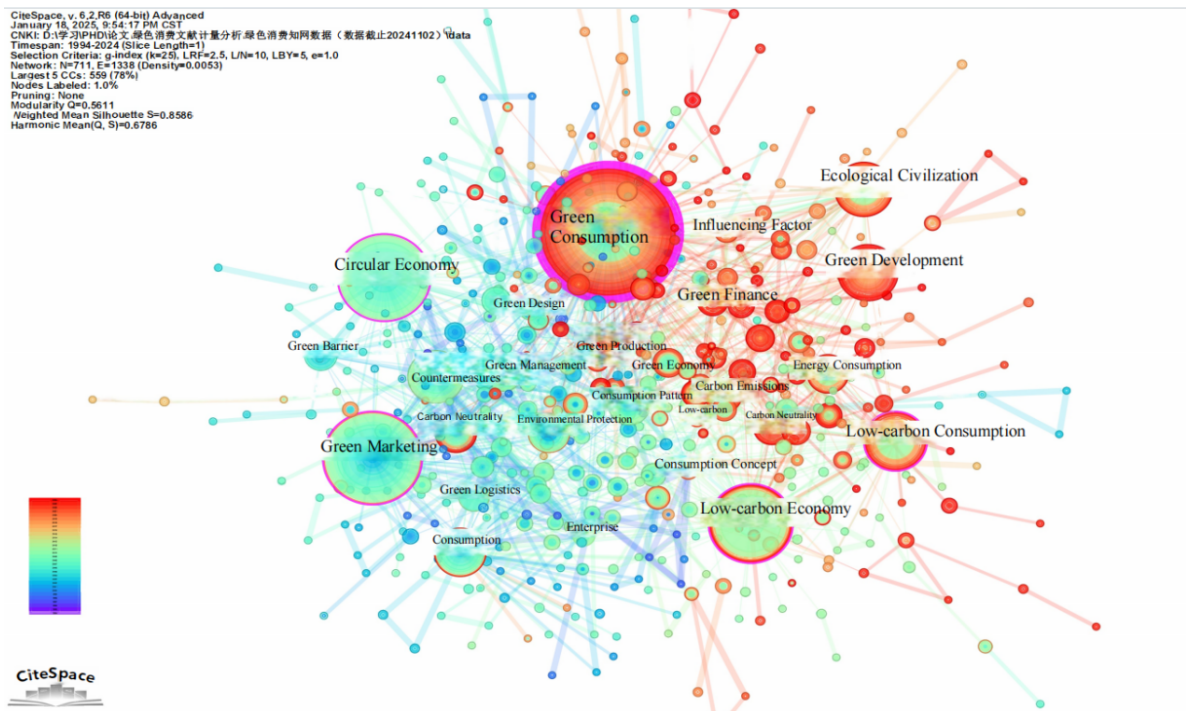 CiteSpace, v. 6.2.R6 (64-bit) Advanced
January 18, 2025, 9:54:17 PM CST
CNKI: D:\学习\PHD\论文.绿色消费文献计量分析.绿色消费知网数据（数据截止20241102）\data
Timespan: 1994-2024 (Slice Length=1)
Selection Criteria: g-index (k=25), LRF=2.5, L/N=10, LBY=5, e=1.0
Network: N=711, E=1338 (Density=0.0053)
Largest 5 CCs: 559 (78%)
Nodes Labeled: 1.0%
Pruning: None
Modularity Q=0.5611
Weighted Mean Silhouette S=0.8586
Harmonic Mean(Q, S)=0.6786
Ecological Civilization
Green
Consumption
Influencing Factor
Circular Economy
Green Development
Green Finance
Green Design
Green Barrier
Green Production
Green Management
Green Economy
Energy Consumption
Countermeasures
Carbon Emissions
Consumption Pattern
Low-carbon
Carbon Neutrality
Carbon Neutrality
Environmental Protection
Low-carbon Consumption
Green Marketing
Consumption Concept
Green Logistics
Low-carbon Economy
Enterprise
Consumption
CiteSpace